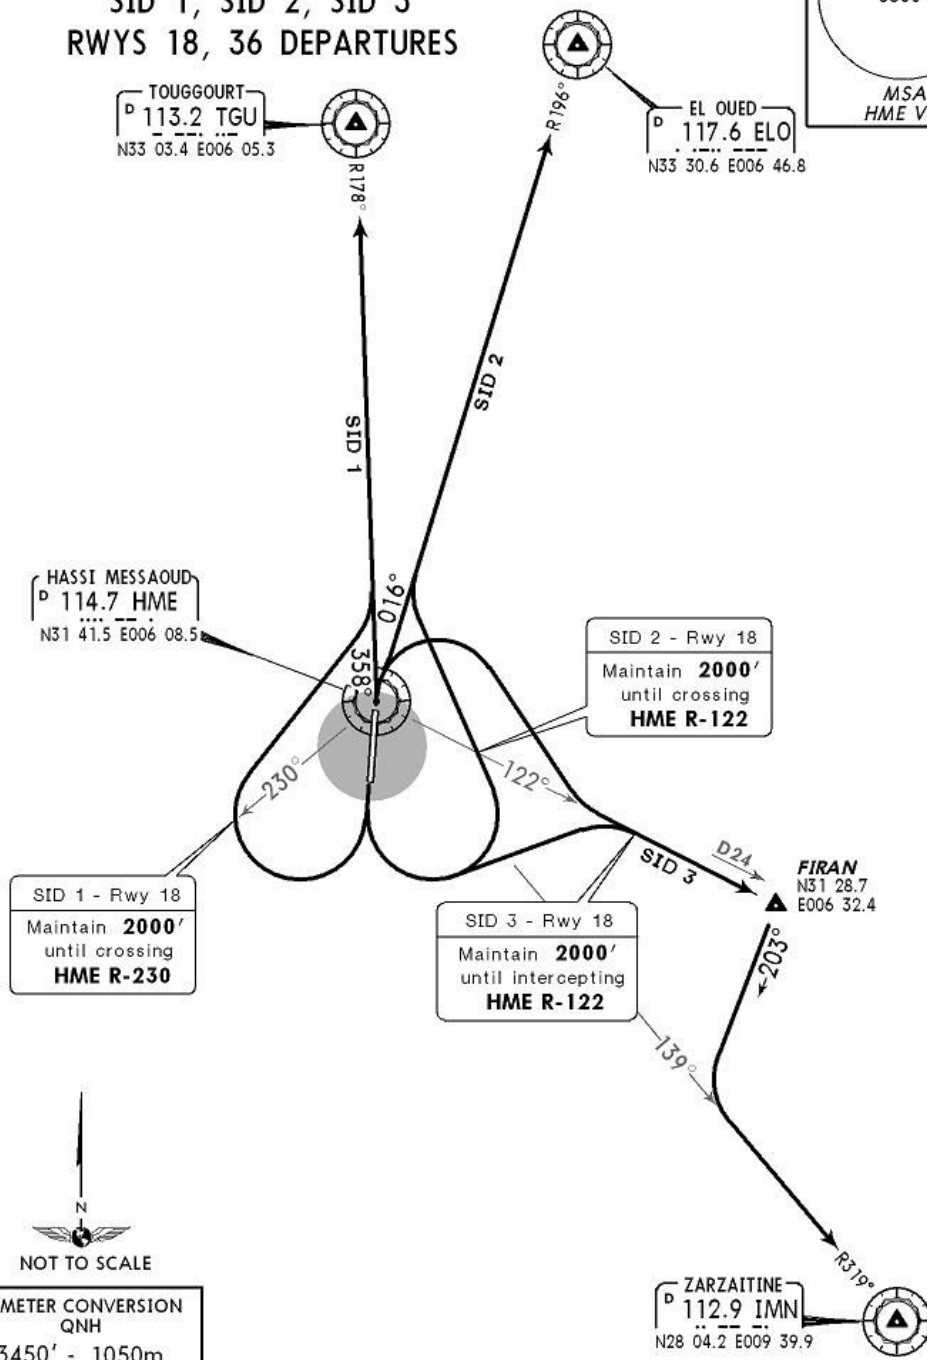 SID 1, SID 2, SID 3
RWYS 18, 36 DEPARTURES
MSA
HME V
TOUGGOURT
D 113.2 TGU
N33 03.4 E006 05.3
R178°
R196°
EL OUED
D 117.6 ELO
N33 30.6 E006 46.8
SID 1
SID 2
HASSI MESSAOUD
D 114.7 HME
N31 41.5 E006 08.5
016°
358°
SID 2 - Rwy 18
Maintain 2000'
until crossing
HME R-122
230°
122°
SID 3
D24
FIRAN
N31 28.7
E006 32.4
SID 1 - Rwy 18
Maintain 2000'
until crossing
HME R-230
SID 3 - Rwy 18
Maintain 2000'
until intercepting
HME R-122
203°
139°
N
NOT TO SCALE
METER CONVERSION
QNH
3450' - 1050m
R319°
ZARZAITINE
D 112.9 IMN
N28 04.2 E009 39.9